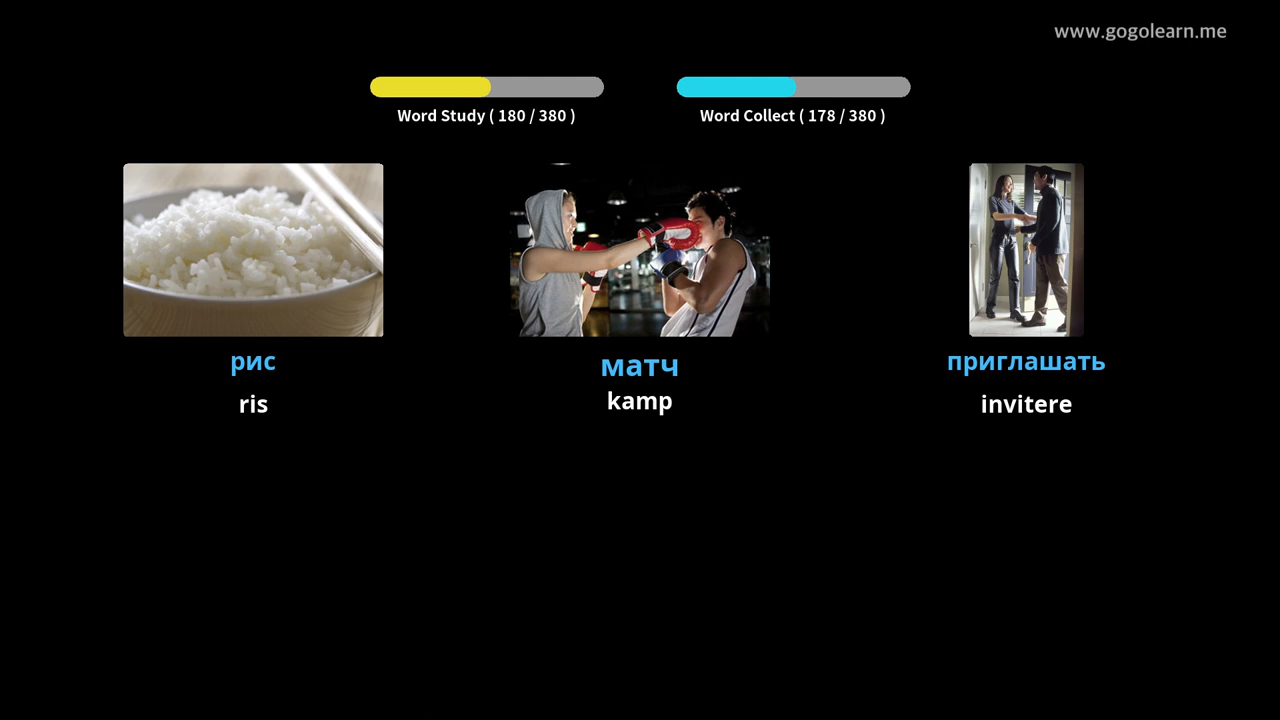 www.gogolearn.me
Word Study ( 180 / 380 )
Word Collect ( 178 / 380 )
рис
матч
приглашать
ris
kamp
invitere